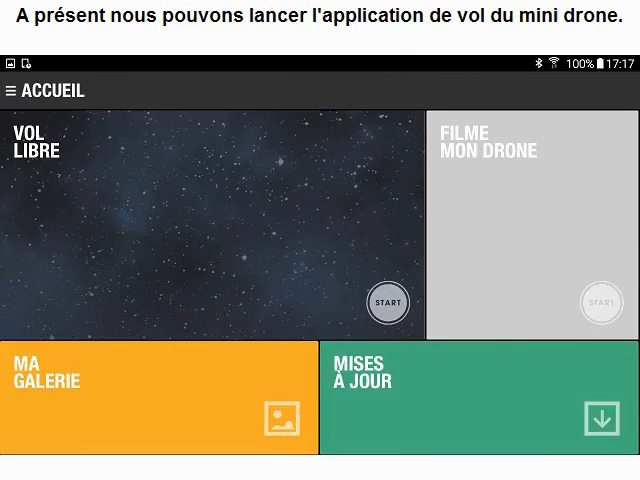 A présent nous pouvons lancer l'application de vol du mini drone.
100% 17:17
ACCUEIL
VOL
LIBRE
START
FILME
MON DRONE
START
MA
GALERIE
MISES
À JOUR